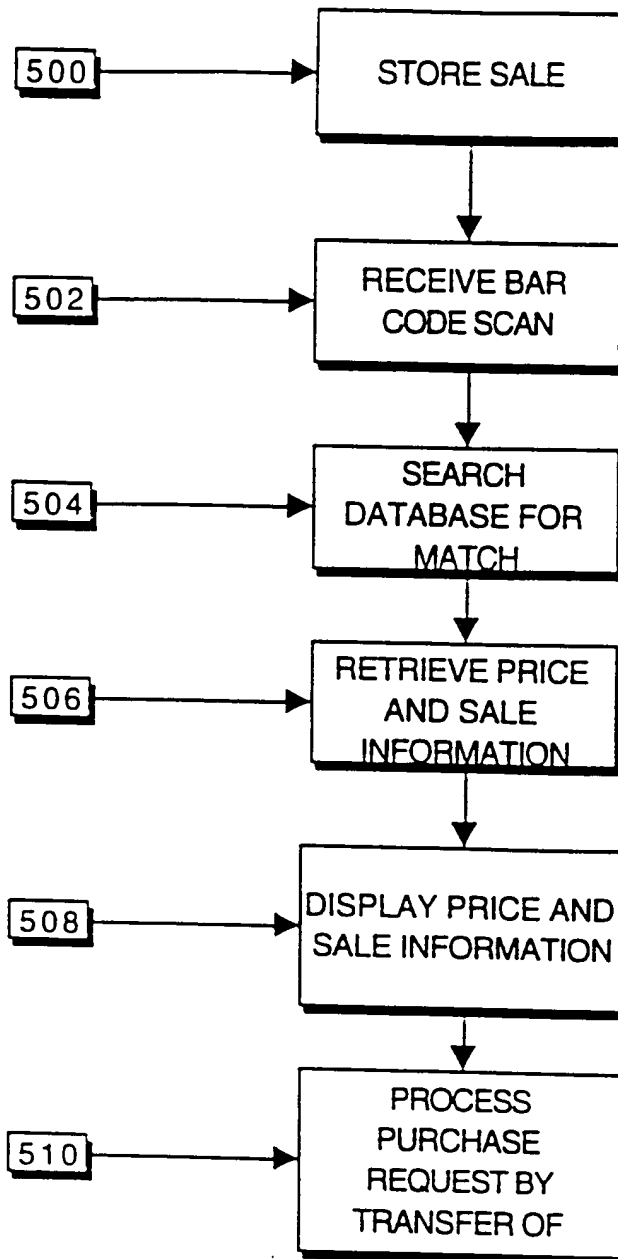 500
STORE SALE
502
RECEIVE BAR
CODE SCAN
504
SEARCH
DATABASE FOR
MATCH
506
RETRIEVE PRICE
AND SALE
INFORMATION
508
DISPLAY PRICE AND
SALE INFORMATION
510
PROCESS
PURCHASE
REQUEST BY
TRANSFER OF